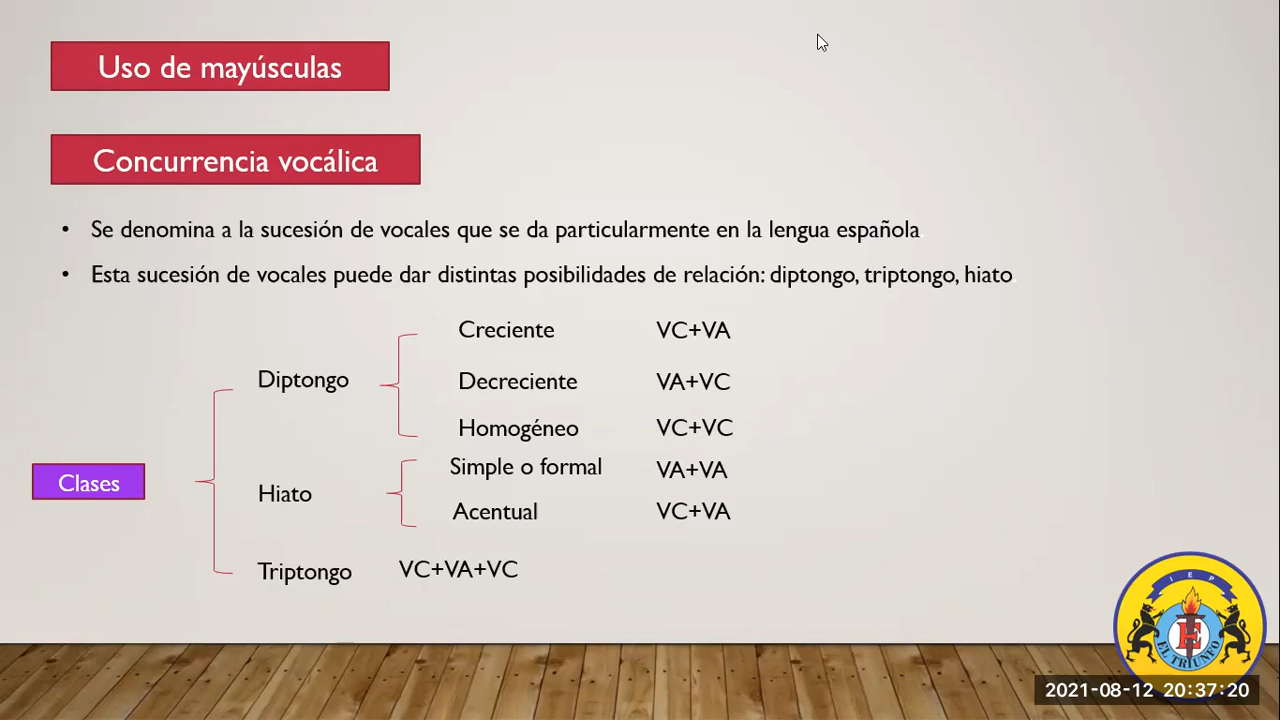 Uso de mayúsculas
Concurrencia vocálica
• Se denomina a la sucesión de vocales que se da particularmente en la lengua española
• Esta sucesión de vocales puede dar distintas posibilidades de relación: diptongo, triptongo, hiato.
Creciente VC+VA
Diptongo
Decreciente VA+VC
Homogéneo VC+VC
Simple o formal VA+VA
Clases
Hiato
Acentual VC+VA
Triptongo VC+VA+VC
I E P
E
EL TRIUNFO
2021-08-12 20:37:20